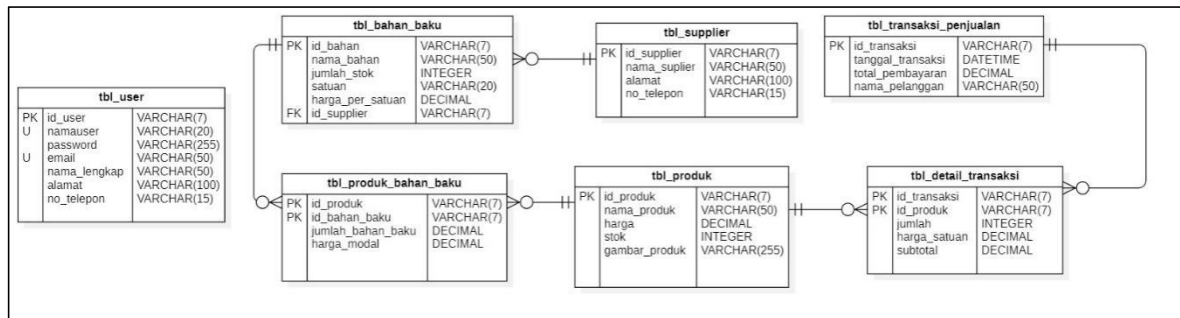 tbl_bahan_baku
PK id_bahan VARCHAR(7)
nama_bahan VARCHAR(50)
jumlah_stok INTEGER
satuan VARCHAR(20)
harga_per_satuan DECIMAL
FK id_supplier VARCHAR(7)
tbl_supplier
PK id_supplier VARCHAR(7)
nama_suplier VARCHAR(50)
alamat VARCHAR(100)
no_telepon VARCHAR(15)
tbl_transaksi_penjualan
PK id_transaksi VARCHAR(7)
tanggal_transaksi DATETIME
total_pembayaran DECIMAL
nama_pelanggan VARCHAR(50)
tbl_user
PK id_user VARCHAR(7)
U namauser VARCHAR(20)
password VARCHAR(255)
U email VARCHAR(50)
nama_lengkap VARCHAR(50)
alamat VARCHAR(100)
no_telepon VARCHAR(15)
tbl_produk_bahan_baku
PK id_produk VARCHAR(7)
PK id_bahan_baku VARCHAR(7)
jumlah_bahan_baku DECIMAL
harga_modal DECIMAL
tbl_produk
PK id_produk VARCHAR(7)
nama_produk VARCHAR(50)
harga DECIMAL
stok INTEGER
gambar_produk VARCHAR(255)
tbl_detail_transaksi
PK id_transaksi VARCHAR(7)
PK id_produk VARCHAR(7)
jumlah INTEGER
harga_satuan DECIMAL
subtotal DECIMAL